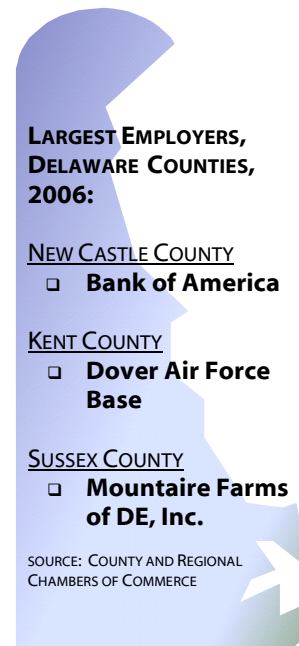 LARGEST EMPLOYERS,
DELAWARE COUNTIES,
2006:
NEW CASTLE COUNTY
❑ Bank of America
KENT COUNTY
❑ Dover Air Force
Base
SUSSEX COUNTY
❑ Mountaire Farms
of DE, Inc.
SOURCE: COUNTY AND REGIONAL
CHAMBERS OF COMMERCE